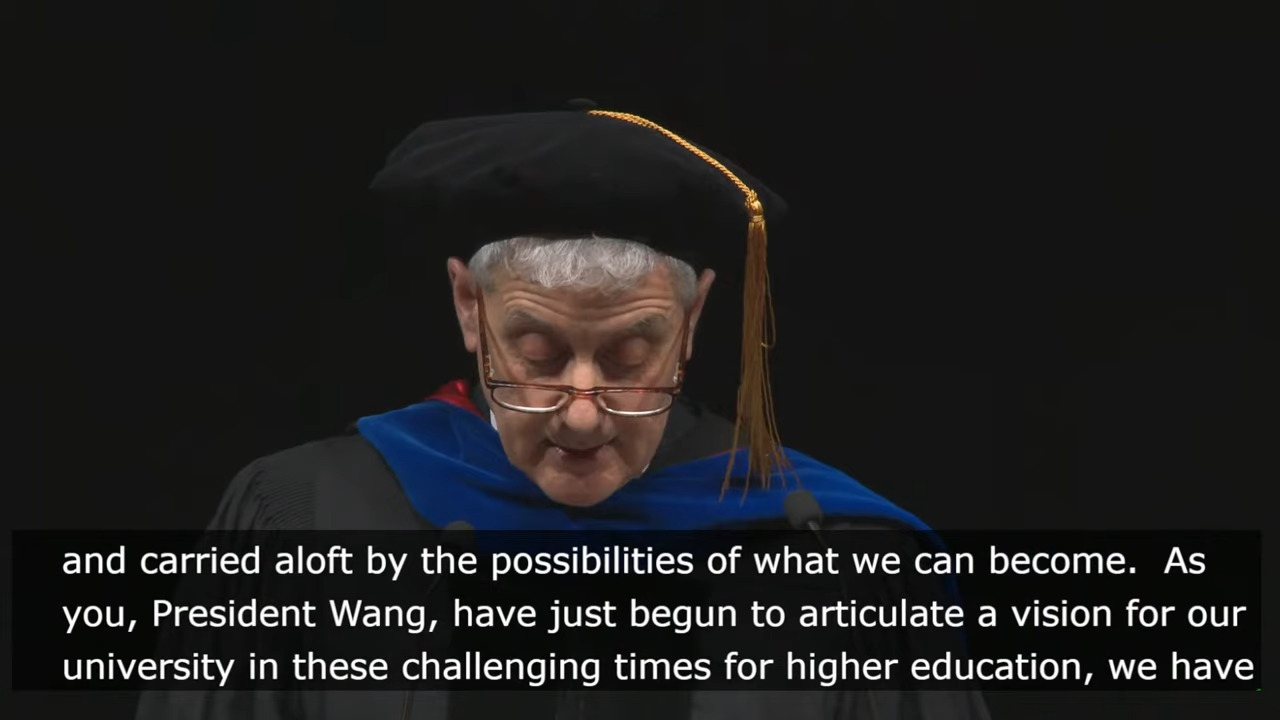 and carried aloft by the possibilities of what we can become.  As
you, President Wang, have just begun to articulate a vision for our
university in these challenging times for higher education, we have